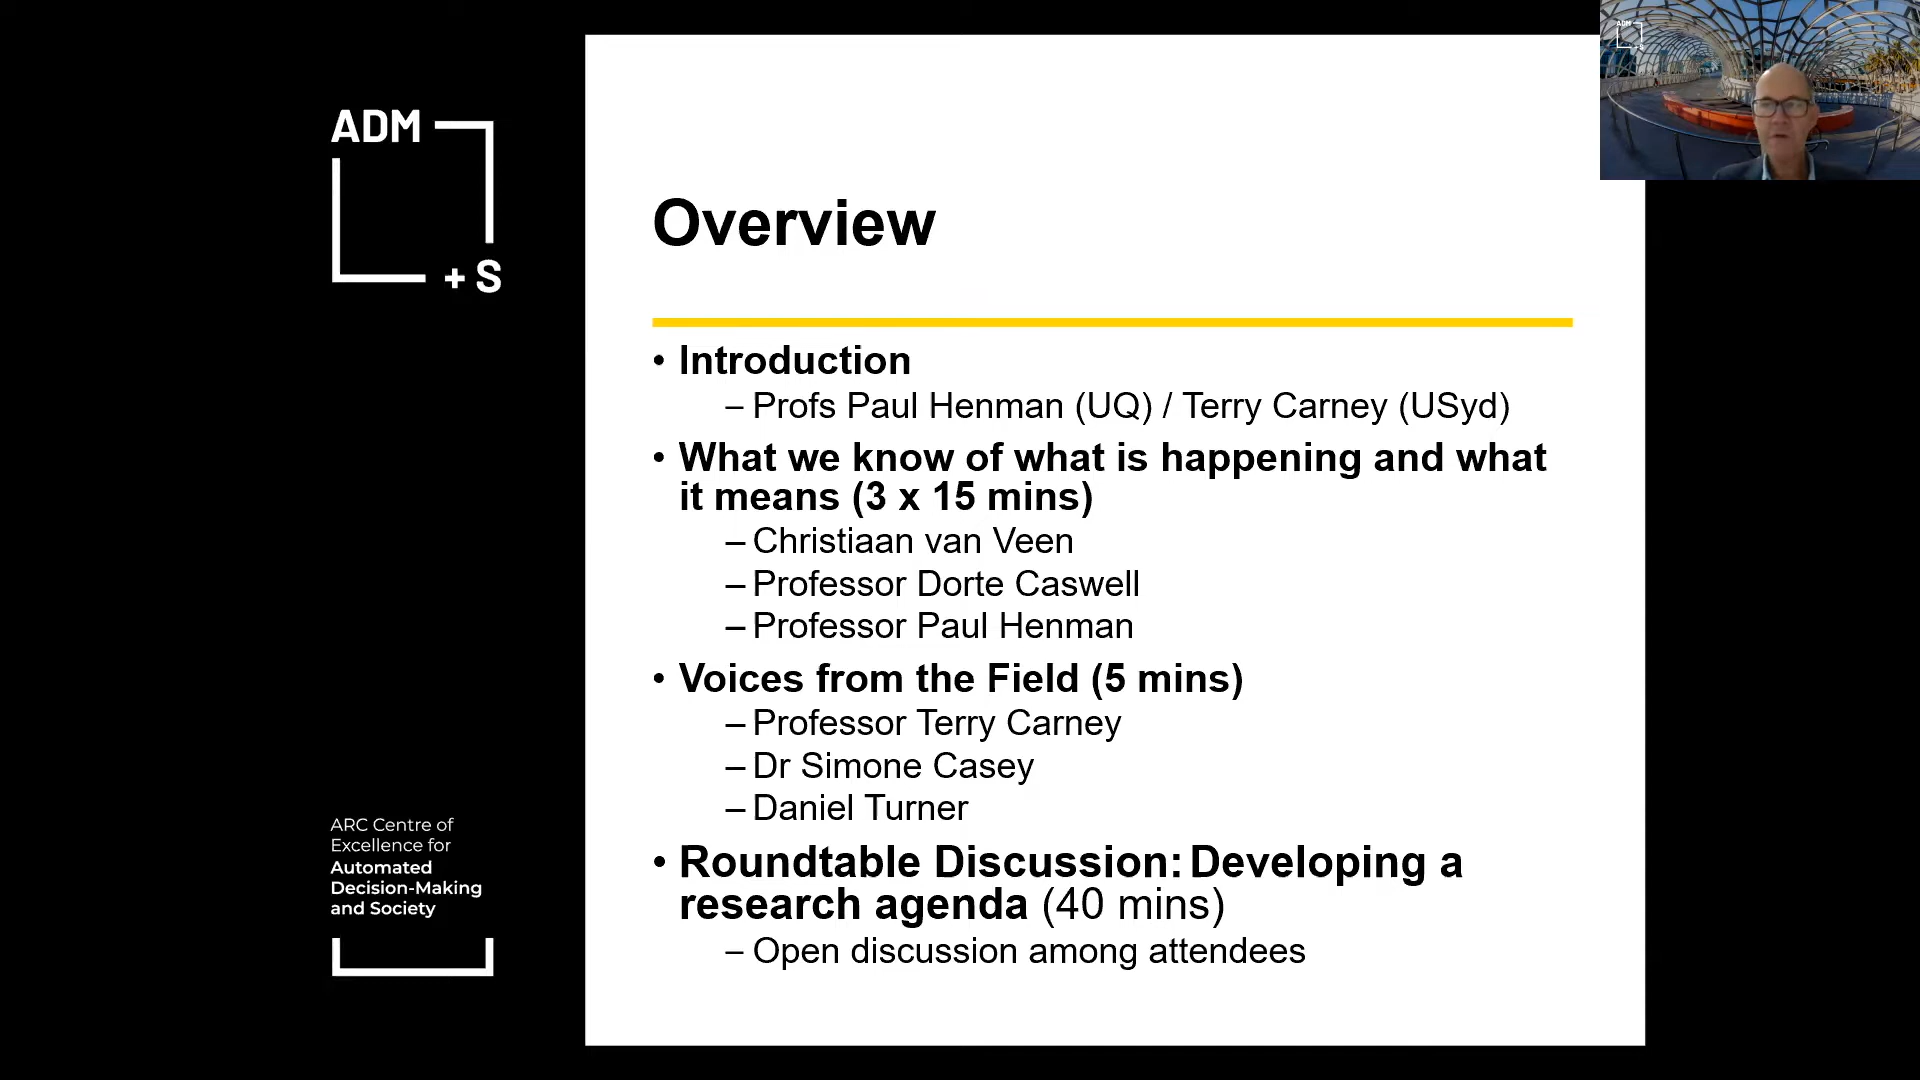 ADM
+ S
ARC Centre of
Excellence for
Automated
Decision-Making
and Society
Overview
• Introduction
– Profs Paul Henman (UQ) / Terry Carney (USyd)
• What we know of what is happening and what
it means (3 x 15 mins)
– Christiaan van Veen
– Professor Dorte Caswell
– Professor Paul Henman
• Voices from the Field (5 mins)
– Professor Terry Carney
– Dr Simone Casey
– Daniel Turner
• Roundtable Discussion: Developing a
research agenda (40 mins)
– Open discussion among attendees
ADM